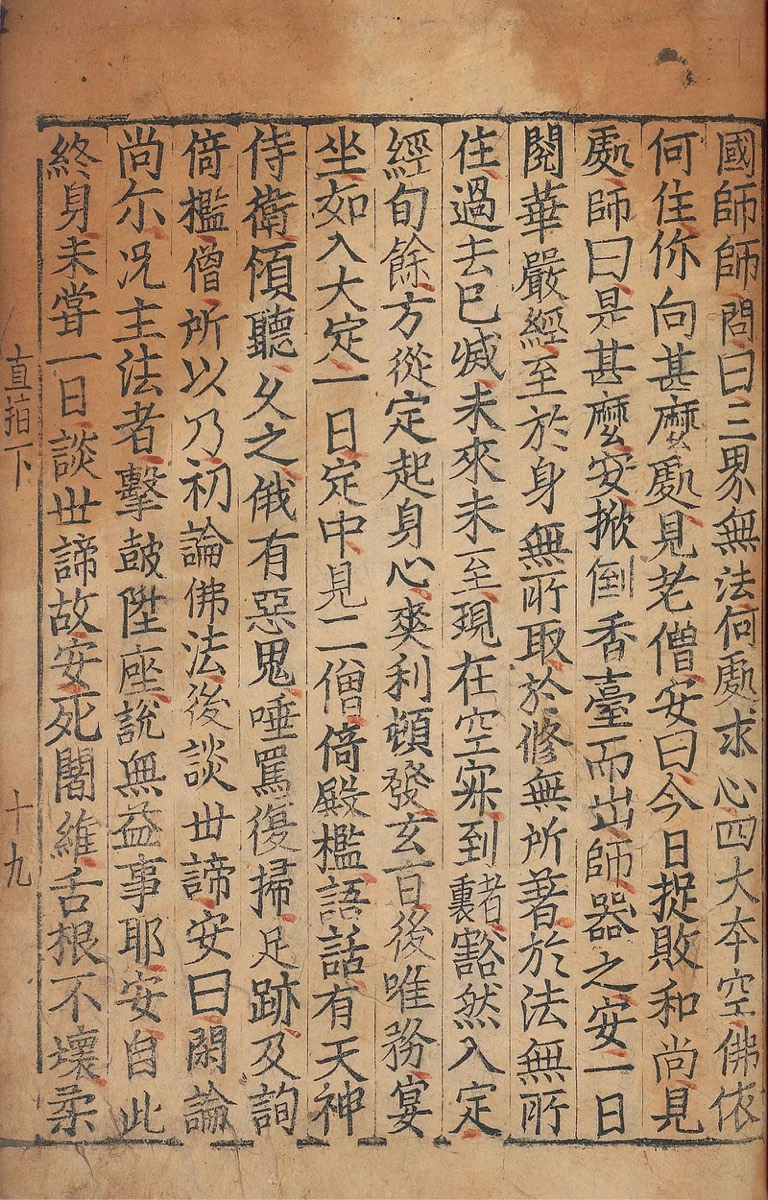 國師師問曰三界無法何處求心四大本空佛依
何住你向甚麼處見老僧安曰今日捉敗和尚見
處師曰是甚麼安掀倒香臺而出師器之安一日
閱華嚴經至於身無所取於修無所著於法無所
住過去已滅未來未至現在空寂到者裏豁然入定
經旬餘方從定起身心爽利頓發玄旨後唯務宴
坐如入大定一日定中見二僧倚殿檻語話有天神
侍衛傾聽久之俄有惡鬼唾罵復掃足跡及詢
倚檻僧所以乃初論佛法後談世諦安曰閑論
尚尔况主法者擊皷陞座說無益事耶安自此
終身未甞一日談世諦故安死闍維舌根不壞柔
直指下
十九